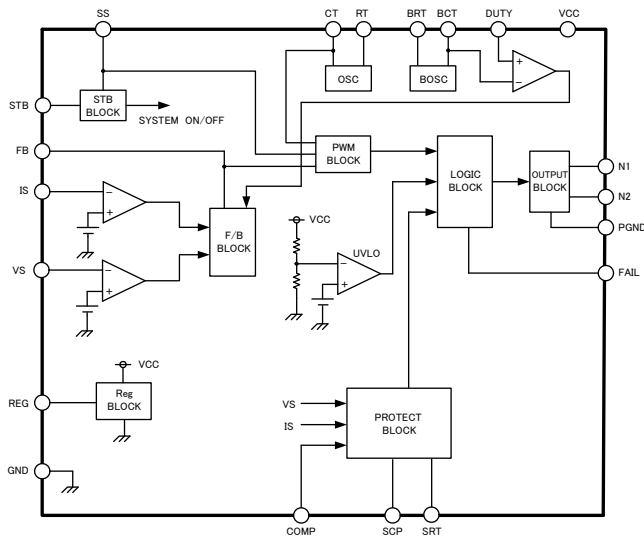 SS
CT
RT
BRT
BCT
DUTY
VCC
STB
STB
BLOCK
SYSTEM ON/OFF
OSC
BOSC
+
−
FB
PWM
BLOCK
LOGIC
BLOCK
OUTPUT
BLOCK
N1
N2
PGND
FAIL
IS
−
+
F/B
BLOCK
VCC
UVLO
−
+
VS
−
+
VCC
REG
Reg
BLOCK
VS
IS
PROTECT
BLOCK
GND
COMP
SCP
SRT